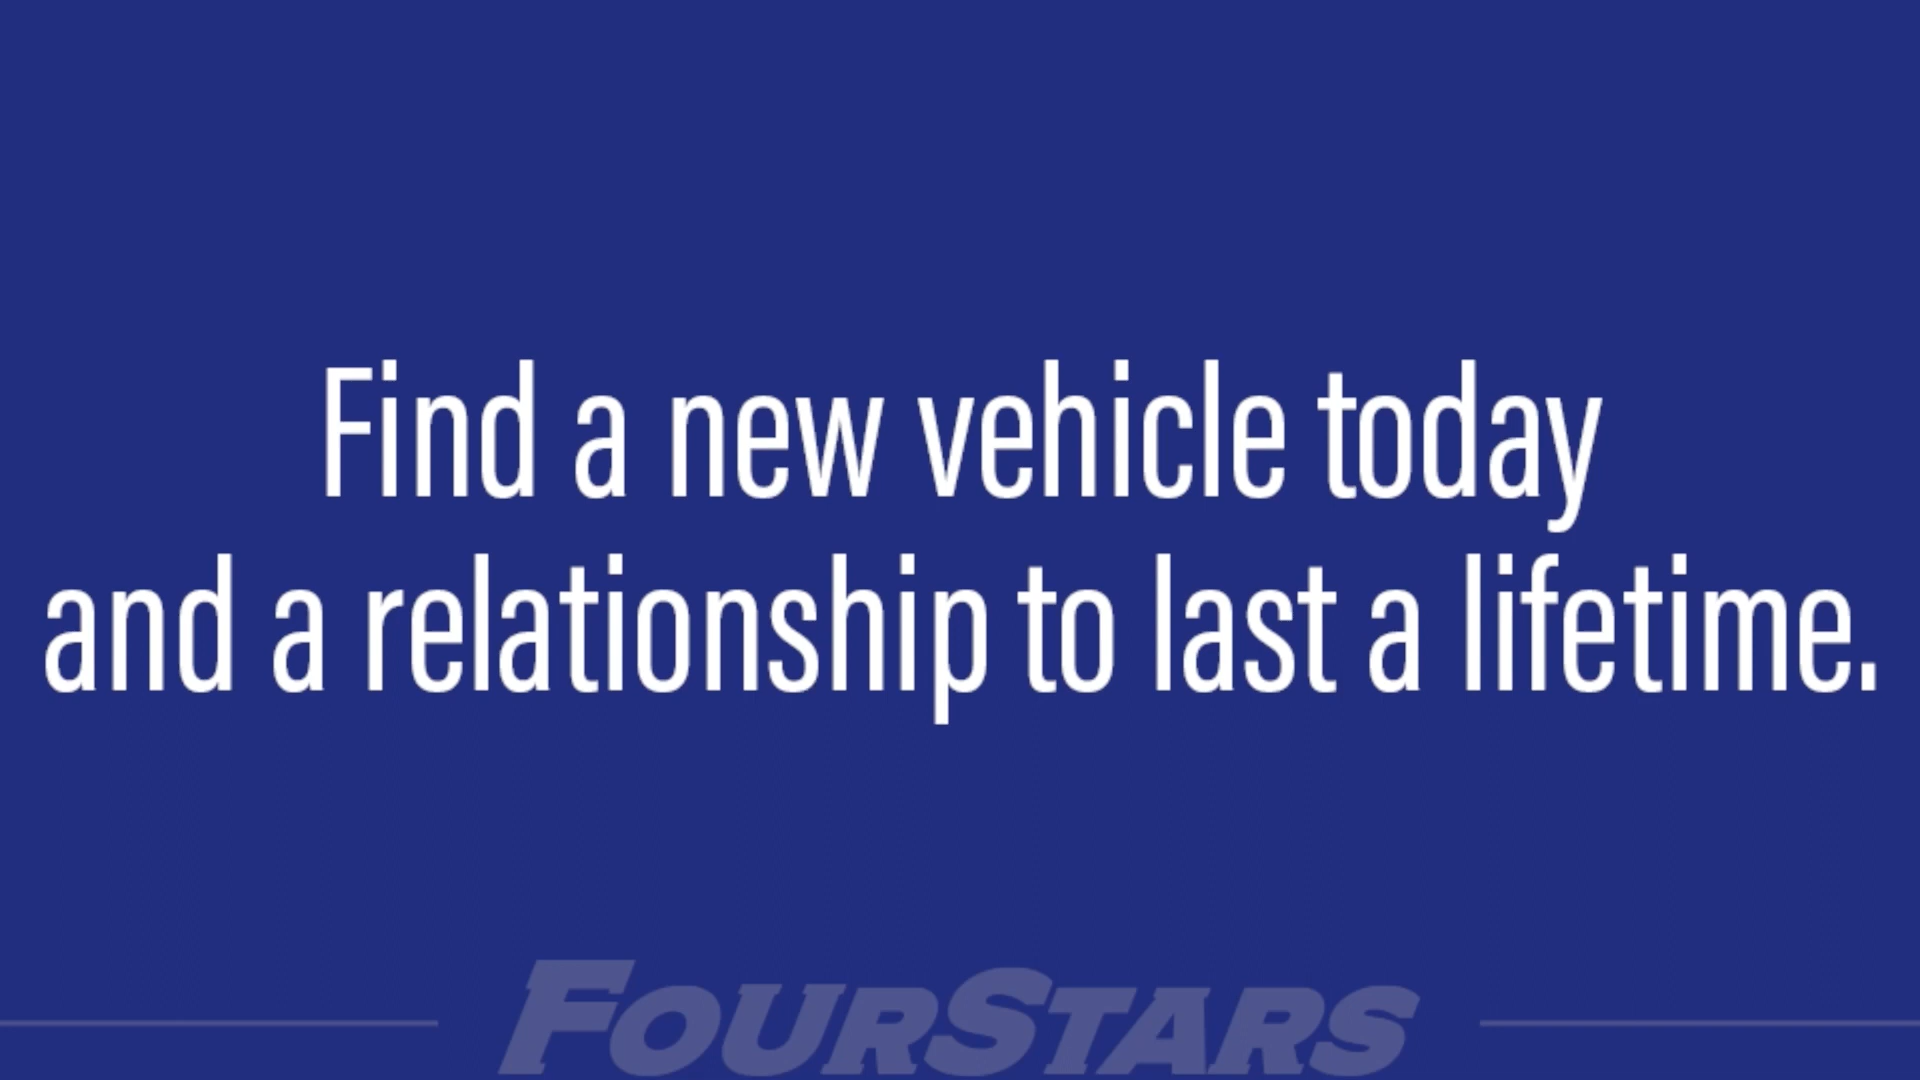 Find a new vehicle today
and a relationship to last a lifetime.
FOURSTARS